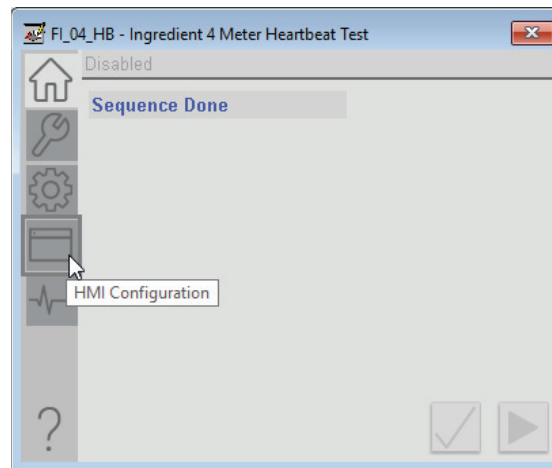 FI_04_HB - Ingredient 4 Meter Heartbeat Test
Disabled
Sequence Done
HMI Configuration
?